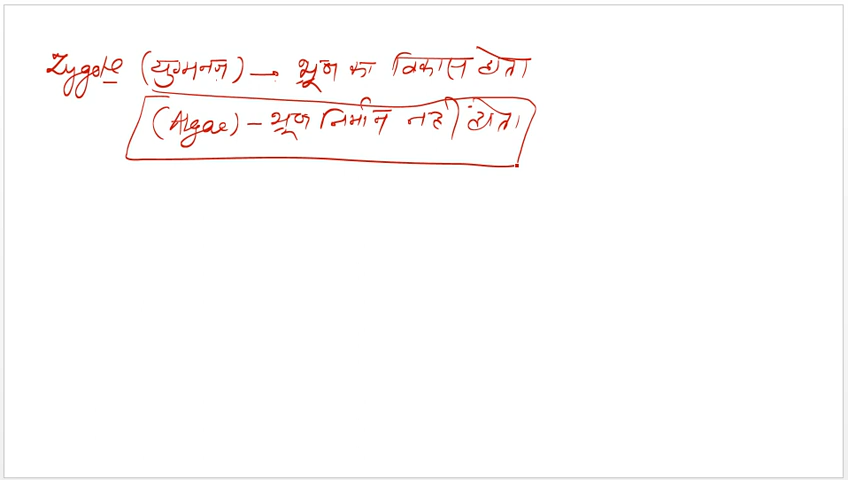 Zygote (युग्मनज) → भ्रूण का विकास होता
(Algae) - भ्रूण निर्माण नहीं होता